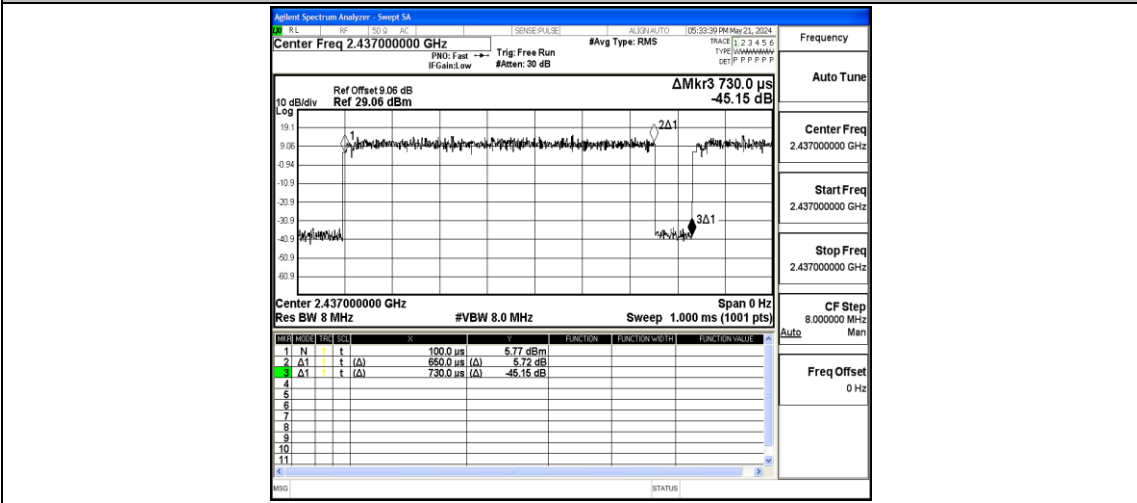 Agilent Spectrum Analyzer - Swept SA
RL RF 50 Ω AC SENSE:PULSE ALIGN AUTO 05:33:39 PM May 21, 2024
Center Freq 2.437000000 GHz #Avg Type: RMS TRACE 1 2 3 4 5 6
PNO: Fast Trig: Free Run TYPE
IFGain:Low #Atten: 30 dB DET P P P P P P
Frequency
Auto Tune
Center Freq
2.437000000 GHz
Start Freq
2.437000000 GHz
Stop Freq
2.437000000 GHz
CF Step
8.000000 MHz
Auto Man
Freq Offset
0 Hz
ΔMkr3 730.0 µs
-45.15 dB
Ref Offset 9.06 dB
10 dB/div Ref 29.06 dBm
Log
19.1
9.06
-0.94
-10.9
-20.9
-30.9
-40.9
-50.9
-60.9
1
2Δ1
3Δ1
Center 2.437000000 GHz Span 0 Hz
Res BW 8 MHz #VBW 8.0 MHz Sweep 1.000 ms (1001 pts)
MKR MODE TRC SCL X Y FUNCTION FUNCTION WIDTH FUNCTION VALUE
1 N 1 t 100.0 µs 5.77 dBm
2 Δ1 1 t (Δ) 650.0 µs (Δ) 5.72 dB
3 Δ1 1 t (Δ) 730.0 µs (Δ) -45.15 dB
4
5
6
7
8
9
10
11
MSG STATUS